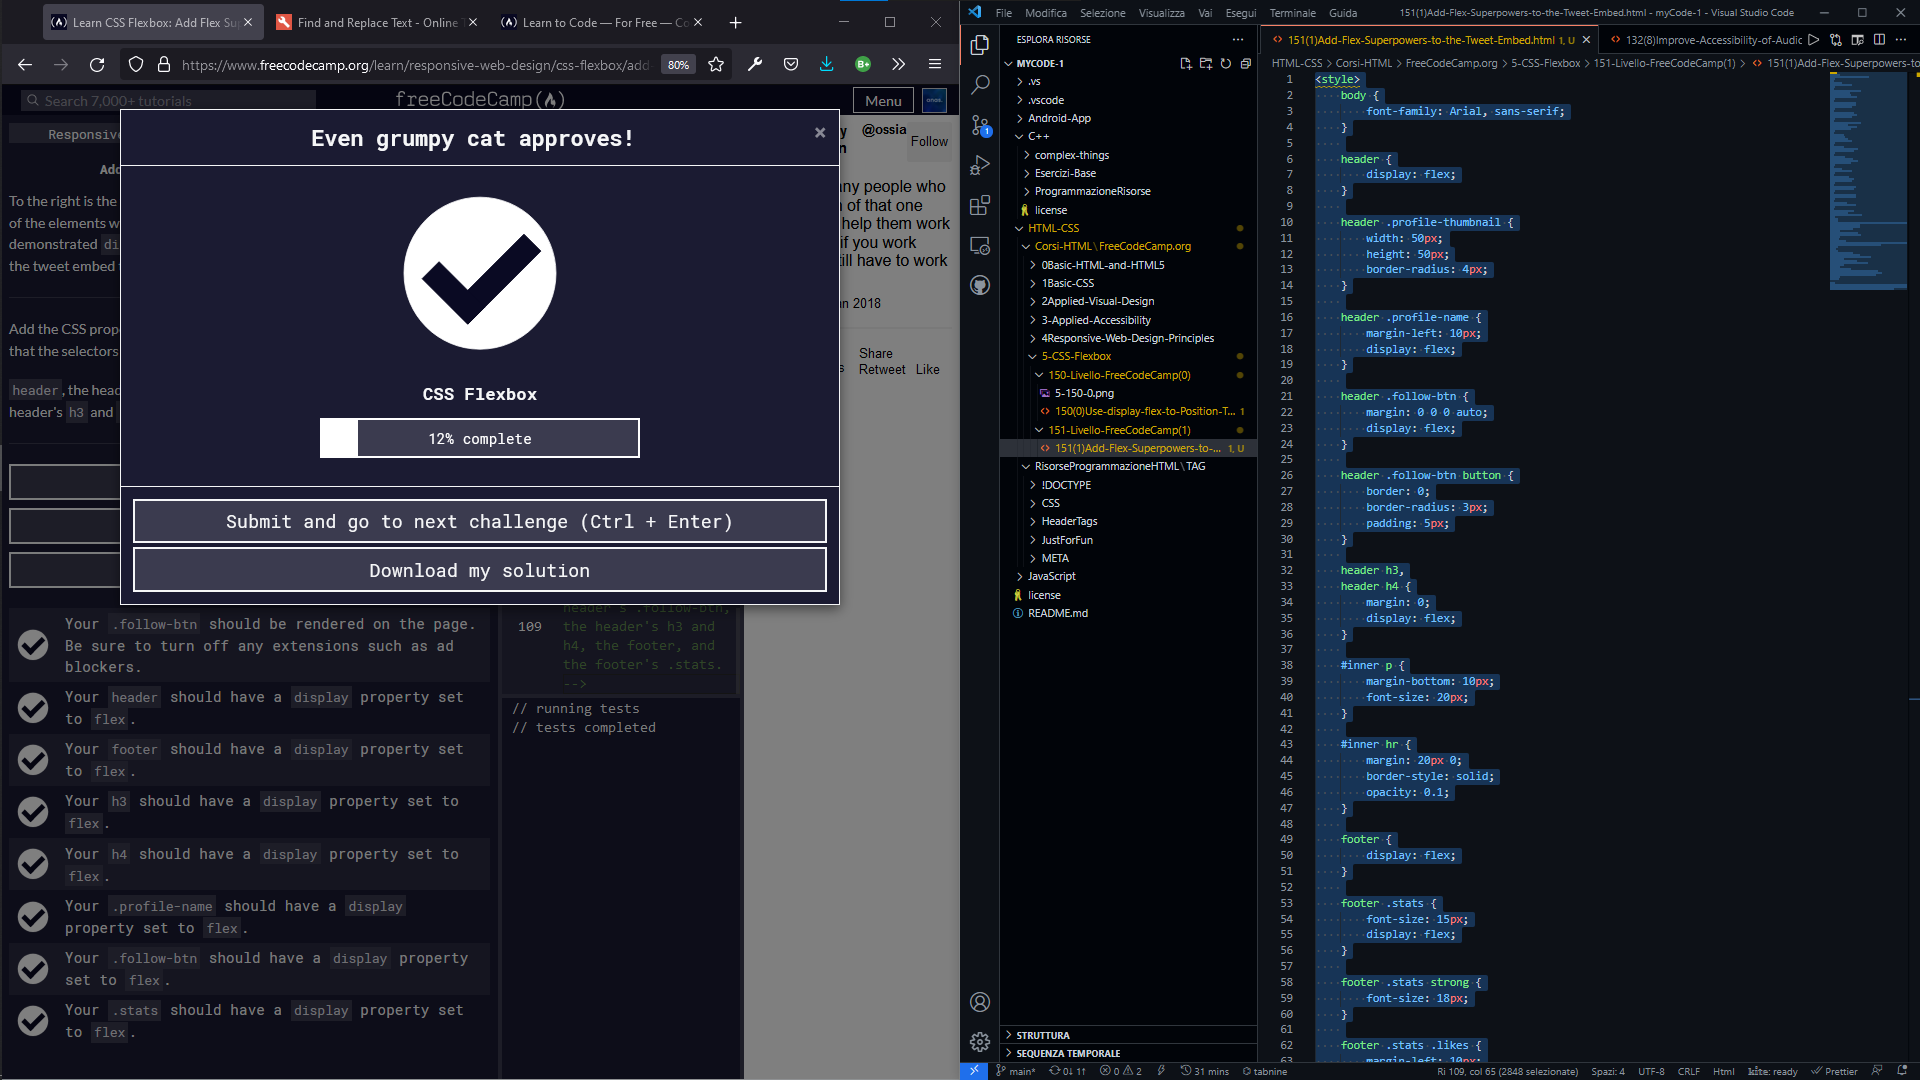 Learn CSS Flexbox: Add Flex Su
Find and Replace Text - Online T
Learn to Code — For Free — Co
https://www.freecodecamp.org/learn/responsive-web-design/css-flexbox/add-
80%
Search 7,000+ tutorials
freeCodeCamp(🔥)
Menu
Responsive
Add
To the right is the
of the elements w
demonstrated di
the tweet embed
Add the CSS prop
that the selectors
header, the head
header's h3 and
Even grumpy cat approves!
×
CSS Flexbox
12% complete
Submit and go to next challenge (Ctrl + Enter)
Download my solution
@ossia
Follow
any people who
n of that one
help them work
if you work
till have to work
an 2018
Share
Retweet Like
Your .follow-btn should be rendered on the page.
Be sure to turn off any extensions such as ad
blockers.
Your header should have a display property set
to flex.
Your footer should have a display property set
to flex.
Your h3 should have a display property set to
flex.
Your h4 should have a display property set to
flex.
Your .profile-name should have a display
property set to flex.
Your .follow-btn should have a display property
set to flex.
Your .stats should have a display property set
to flex.
header's .follow-btn,
109 the header's h3 and
h4, the footer, and
the footer's .stats.
-->
// running tests
// tests completed
File Modifica Selezione Visualizza Vai Esegui Terminale Guida
151(1)Add-Flex-Superpowers-to-the-Tweet-Embed.html - myCode-1 - Visual Studio Code
ESPLORA RISORSE
MYCODE-1
.vs
.vscode
Android-App
C++
complex-things
Esercizi-Base
ProgrammazioneRisorse
license
HTML-CSS
Corsi-HTML\FreeCodeCamp.org
0Basic-HTML-and-HTML5
1Basic-CSS
2Applied-Visual-Design
3-Applied-Accessibility
4Responsive-Web-Design-Principles
5-CSS-Flexbox
150-Livello-FreeCodeCamp(0)
5-150-0.png
150(0)Use-display-flex-to-Position-T... 1
151-Livello-FreeCodeCamp(1)
151(1)Add-Flex-Superpowers-to-... 1, U
RisorseProgrammazioneHTML\TAG
!DOCTYPE
CSS
HeaderTags
JustForFun
META
JavaScript
license
README.md
STRUTTURA
SEQUENZA TEMPORALE
151(1)Add-Flex-Superpowers-to-the-Tweet-Embed.html 1, U
132(8)Improve-Accessibility-of-Audic
HTML-CSS > Corsi-HTML > FreeCodeCamp.org > 5-CSS-Flexbox > 151-Livello-FreeCodeCamp(1) > 151(1)Add-Flex-Superpowers-to
1 <style>
2 body {
3 font-family: Arial, sans-serif;
4 }
5
6 header {
7 display: flex;
8 }
9
10 header .profile-thumbnail {
11 width: 50px;
12 height: 50px;
13 border-radius: 4px;
14 }
15
16 header .profile-name {
17 margin-left: 10px;
18 display: flex;
19 }
20
21 header .follow-btn {
22 margin: 0 0 0 auto;
23 display: flex;
24 }
25
26 header .follow-btn button {
27 border: 0;
28 border-radius: 3px;
29 padding: 5px;
30 }
31
32 header h3,
33 header h4 {
34 margin: 0;
35 display: flex;
36 }
37
38 #inner p {
39 margin-bottom: 10px;
40 font-size: 20px;
41 }
42
43 #inner hr {
44 margin: 20px 0;
45 border-style: solid;
46 opacity: 0.1;
47 }
48
49 footer {
50 display: flex;
51 }
52
53 footer .stats {
54 font-size: 15px;
55 display: flex;
56 }
57
58 footer .stats strong {
59 font-size: 18px;
60 }
61
62 footer .stats .likes {
63 margin-left: 10px;
main* 0↓ 1↑ 0 2 31 mins tabnine
Ri 109, col 65 (2848 selezionate) Spazi: 4 UTF-8 CRLF Html kite: ready Prettier